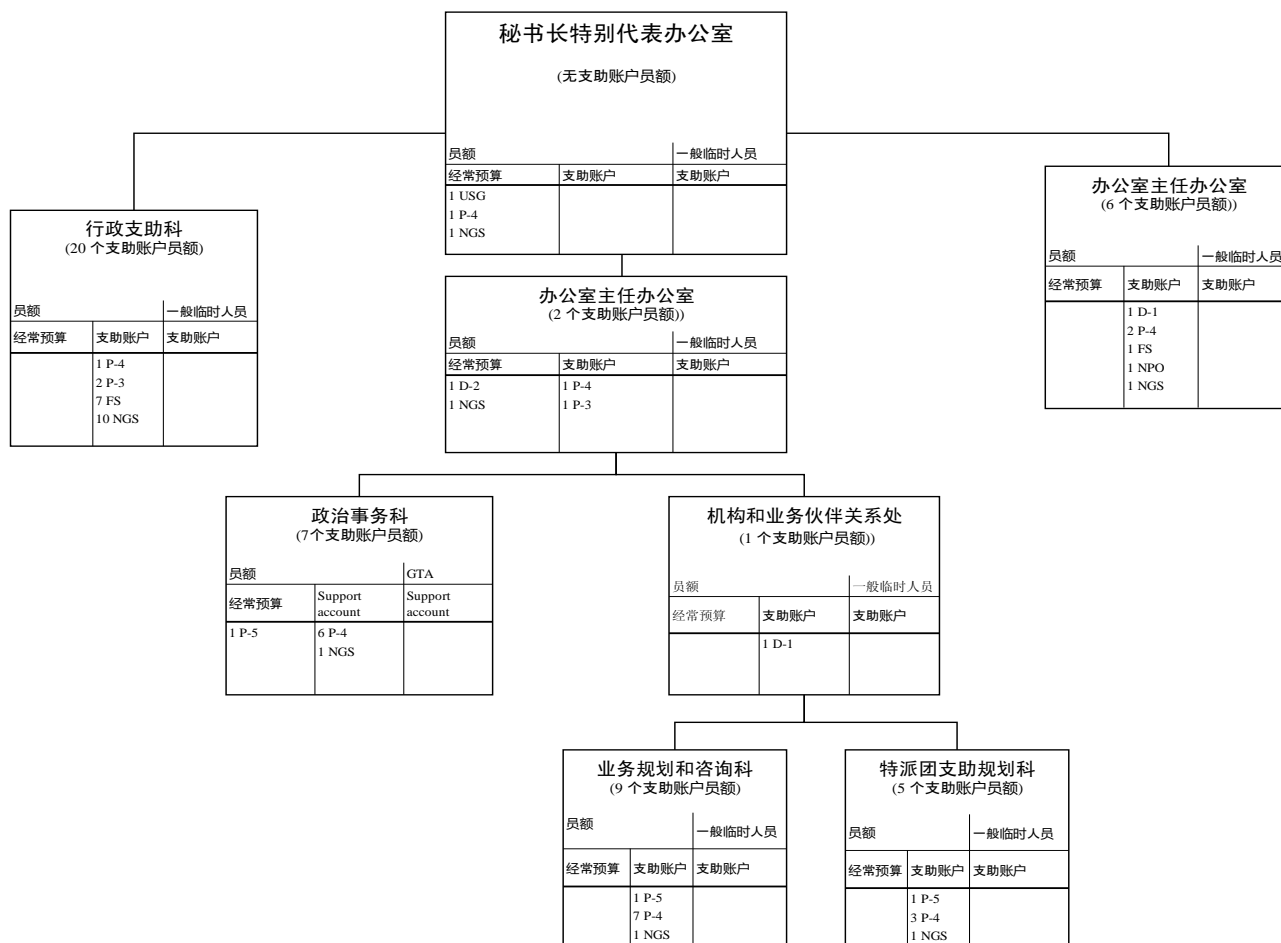 秘书长特别代表办公室
(无支助账户员额)
员额 一般临时人员
经常预算 支助账户 支助账户
1 USG
1 P-4
1 NGS
行政支助科
(20 个支助账户员额)
员额 一般临时人员
经常预算 支助账户 支助账户
1 P-4
2 P-3
7 FS
10 NGS
办公室主任办公室
(2 个支助账户员额))
员额 一般临时人员
经常预算 支助账户 支助账户
1 D-2 1 P-4
1 NGS 1 P-3
办公室主任办公室
(6 个支助账户员额))
员额 一般临时人员
经常预算 支助账户 支助账户
1 D-1
2 P-4
1 FS
1 NPO
1 NGS
政治事务科
(7个支助账户员额)
员额 GTA
经常预算 Support account Support account
1 P-5 6 P-4
1 NGS
机构和业务伙伴关系处
(1 个支助账户员额))
员额 一般临时人员
经常预算 支助账户 支助账户
1 D-1
业务规划和咨询科
(9 个支助账户员额)
员额 一般临时人员
经常预算 支助账户 支助账户
1 P-5
7 P-4
1 NGS
特派团支助规划科
(5 个支助账户员额)
员额 一般临时人员
经常预算 支助账户 支助账户
1 P-5
3 P-4
1 NGS